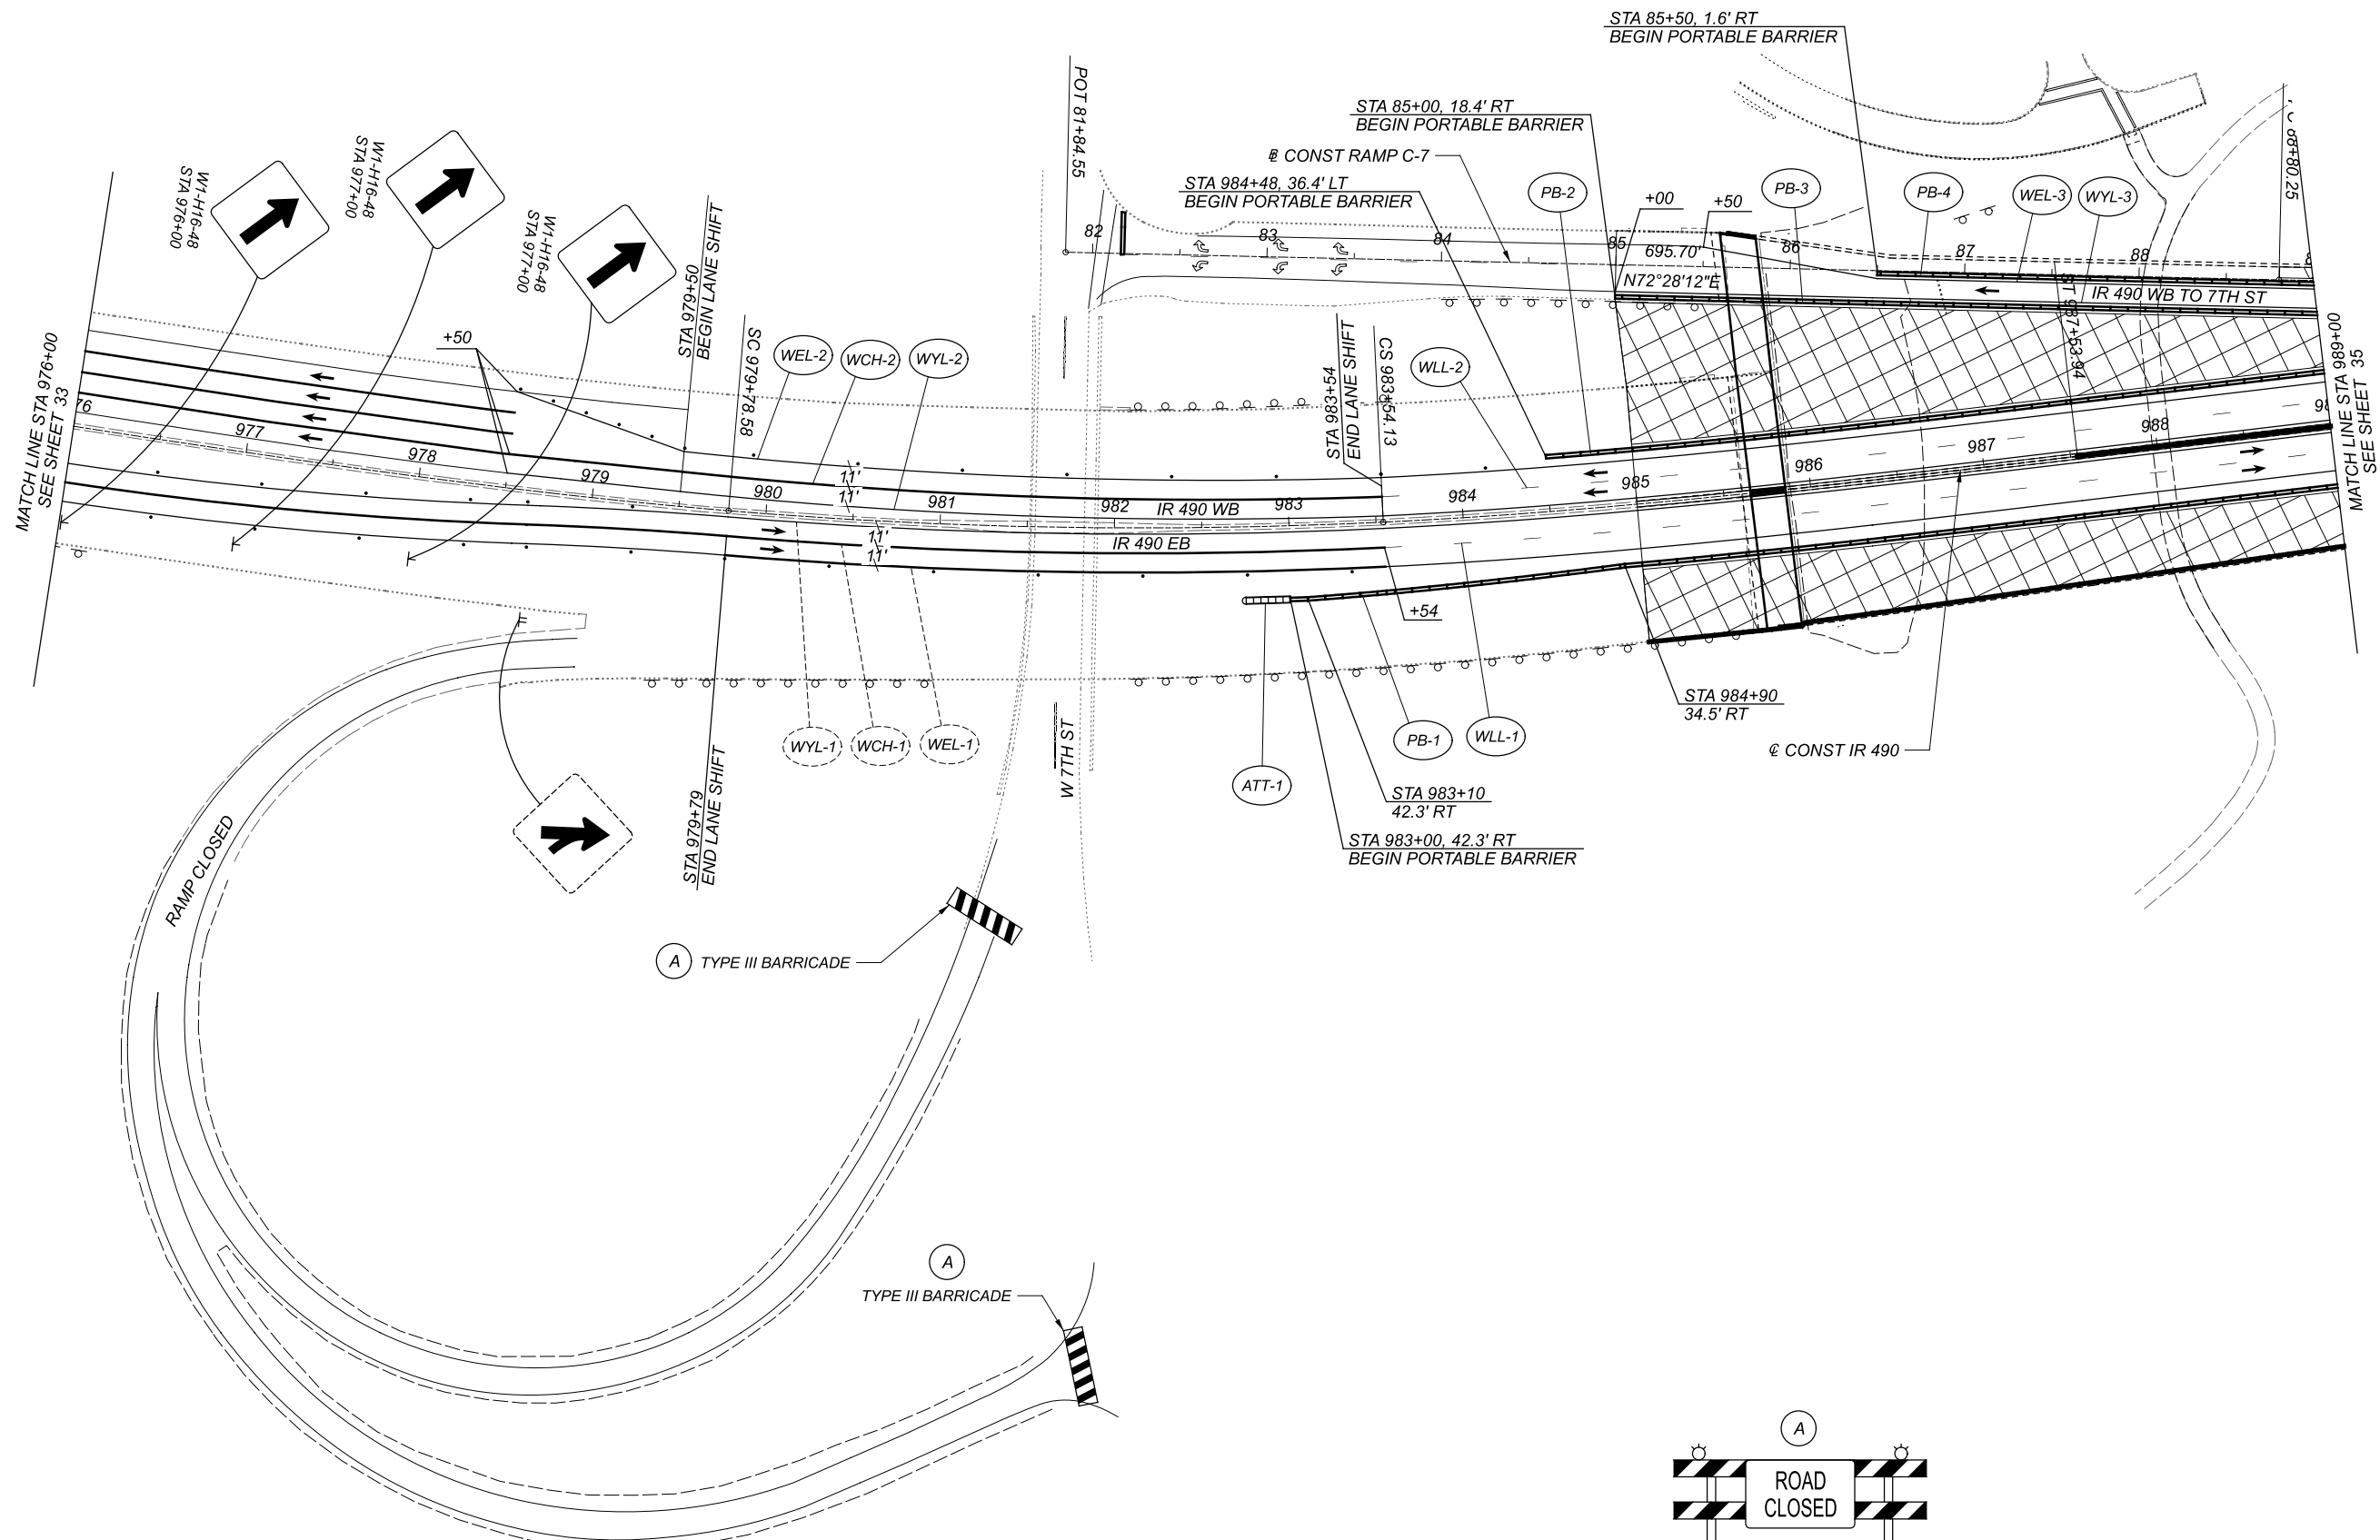 STA 85+50, 1.6' RT
BEGIN PORTABLE BARRIER
POT 81+84.55
STA 85+00, 18.4' RT
BEGIN PORTABLE BARRIER
88+80.25
W1-H16-48
STA 976+00
W1-H16-48
STA 977+00
W1-H16-48
STA 977+00
CONST RAMP C-7
STA 984+48, 36.4' LT
BEGIN PORTABLE BARRIER
PB-2
+00
+50
PB-3
PB-4
WEL-3
WYL-3
82
83
84
85
695.70'
86
87
88
N72°28'12"E
IR 490 WB TO 7TH ST
ST 987+53.94
STA 979+50
BEGIN LANE SHIFT
SC 979+78.58
STA 983+54
END LANE SHIFT
CS 983+54.13
MATCH LINE STA 976+00
SEE SHEET 33
MATCH LINE STA 989+00
SEE SHEET 35
+50
WEL-2
WCH-2
WYL-2
WLL-2
76
977
978
979
980
981
982
983
984
985
986
987
988
11'
11'
IR 490 WB
11'
11'
IR 490 EB
+54
STA 984+90
34.5' RT
WYL-1
WCH-1
WEL-1
W 7TH ST
PB-1
WLL-1
CONST IR 490
ATT-1
STA 983+10
42.3' RT
STA 983+00, 42.3' RT
BEGIN PORTABLE BARRIER
STA 979+79
END LANE SHIFT
RAMP CLOSED
A
TYPE III BARRICADE
A
TYPE III BARRICADE
A
ROAD
CLOSED